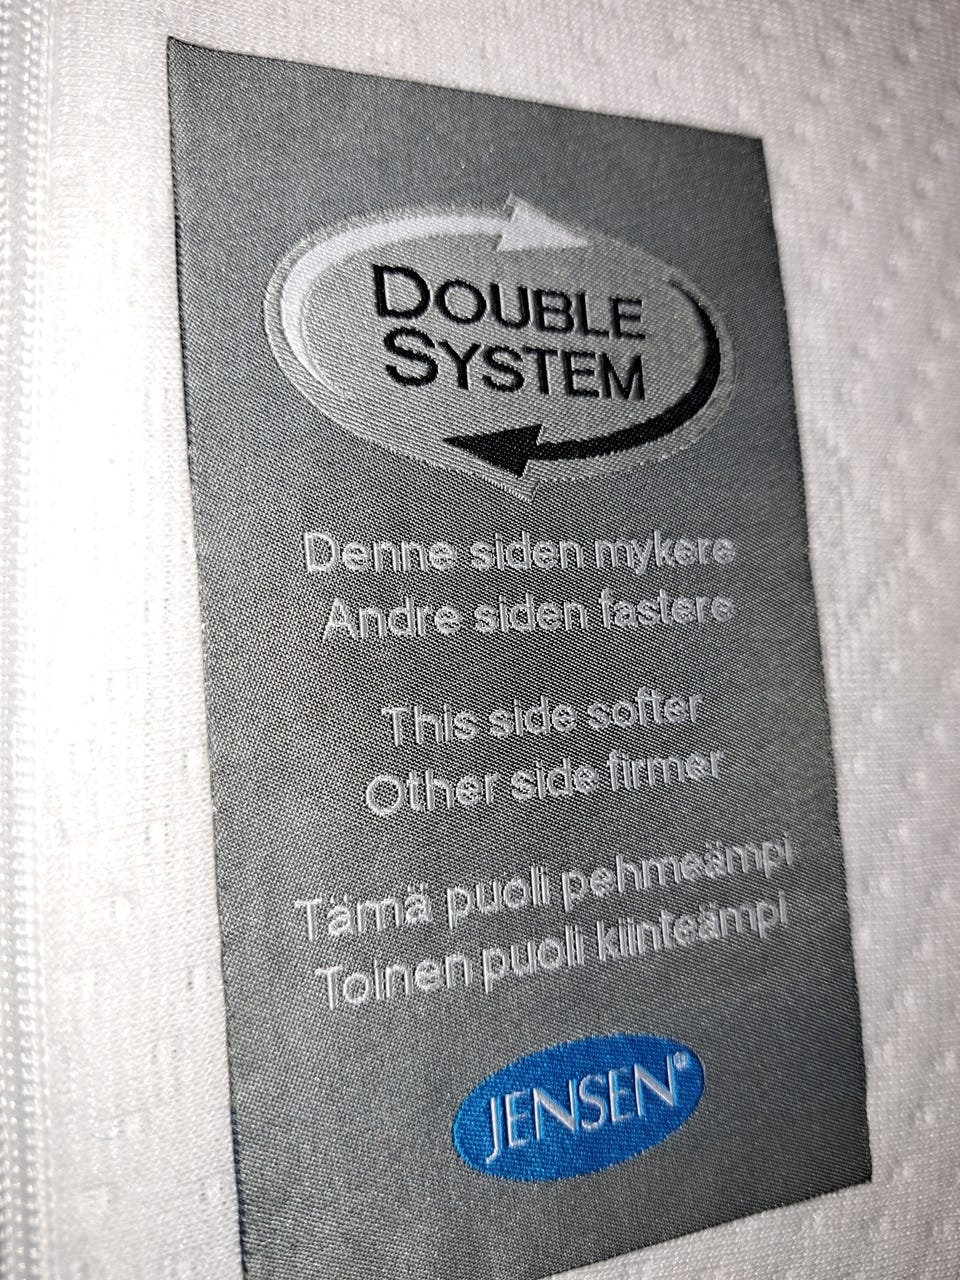 DOUBLE
SYSTEM
Denne siden mykere
Andre siden fastere
This side softer
Other side firmer
Tämä puoli pehmeämpi
Toinen puoli kiinteämpi
JENSEN®